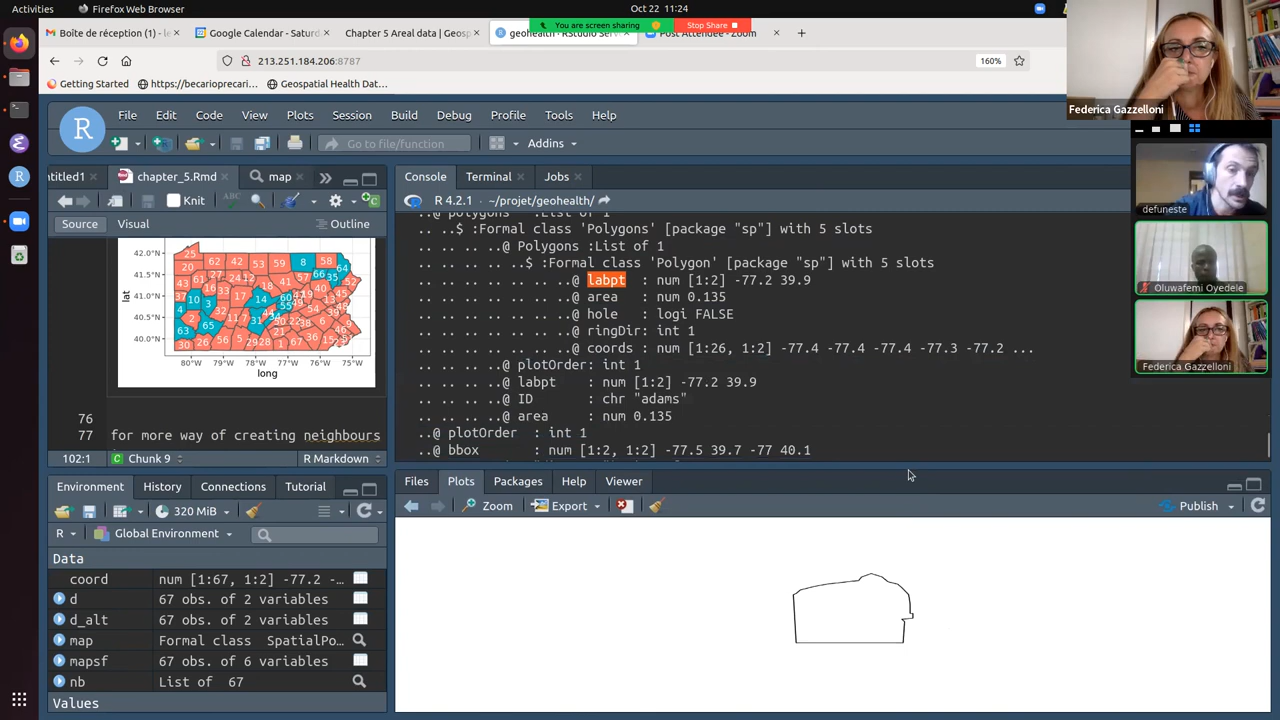 Activities
Firefox Web Browser
Oct 22 11:24
Boîte de réception (1) - l
Google Calendar - Saturd
Chapter 5 Areal data | Geosp
geohealth - RStudio Serv
Post Attendee - Zoom
You are screen sharing
Stop Share
213.251.184.206:8787
160%
Getting Started
https://becarioprecari…
Geospatial Health Dat…
File Edit Code View Plots Session Build Debug Profile Tools Help
Go to file/function
Addins
geohealth
ntitled1
chapter_5.Rmd
map
Knit
Source
Visual
Outline
42.0°N
41.5°N
41.0°N
40.5°N
40.0°N
lat
80°W 79°W 78°W 77°W 76°W 75°W
long
76
77 for more way of creating neighbours
102:1
Chunk 9
R Markdown
Environment History Connections Tutorial
320 MiB
R
Global Environment
Data
coord num [1:67, 1:2] -77.2 -…
d 67 obs. of 2 variables
d_alt 67 obs. of 2 variables
map Formal class SpatialPo…
mapsf 67 obs. of 6 variables
nb List of 67
Values
Console Terminal Jobs
R 4.2.1 · ~/projet/geohealth/
..@ polygons :List of 1
.. .. ..$ :Formal class 'Polygons' [package "sp"] with 5 slots
.. .. .. .. ..@ Polygons :List of 1
.. .. .. .. .. .. ..$ :Formal class 'Polygon' [package "sp"] with 5 slots
.. .. .. .. .. .. .. .. ..@ labpt : num [1:2] -77.2 39.9
.. .. .. .. .. .. .. .. ..@ area : num 0.135
.. .. .. .. .. .. .. .. ..@ hole : logi FALSE
.. .. .. .. .. .. .. .. ..@ ringDir: int 1
.. .. .. .. .. .. .. .. ..@ coords : num [1:26, 1:2] -77.4 -77.4 -77.4 -77.3 -77.2 ...
.. .. .. .. ..@ plotOrder: int 1
.. .. .. .. ..@ labpt : num [1:2] -77.2 39.9
.. .. .. .. ..@ ID : chr "adams"
.. .. .. .. ..@ area : num 0.135
..@ plotOrder : int 1
..@ bbox : num [1:2, 1:2] -77.5 39.7 -77 40.1
Files Plots Packages Help Viewer
Zoom
Export
Publish
Federica Gazzelloni
defuneste
Oluwafemi Oyedele
Federica Gazzelloni